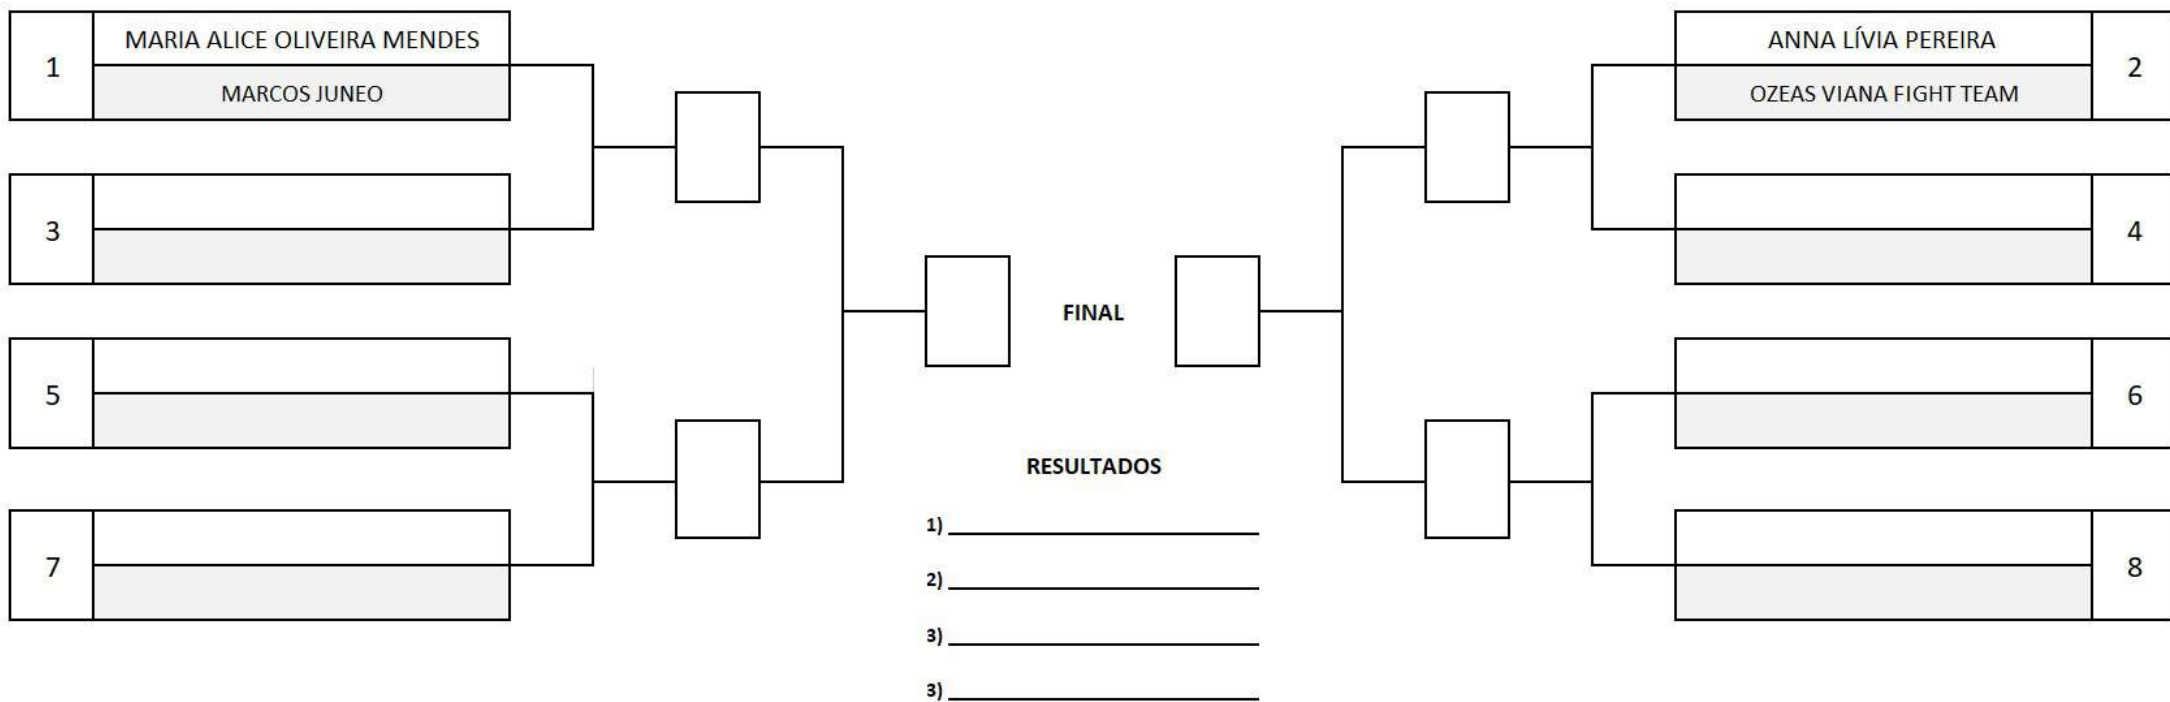 1
MARIA ALICE OLIVEIRA MENDES
MARCOS JUNEO
ANNA LÍVIA PEREIRA
OZEAS VIANA FIGHT TEAM
2
3
4
FINAL
5
6
RESULTADOS
1)
2)
7
8
3)
3)